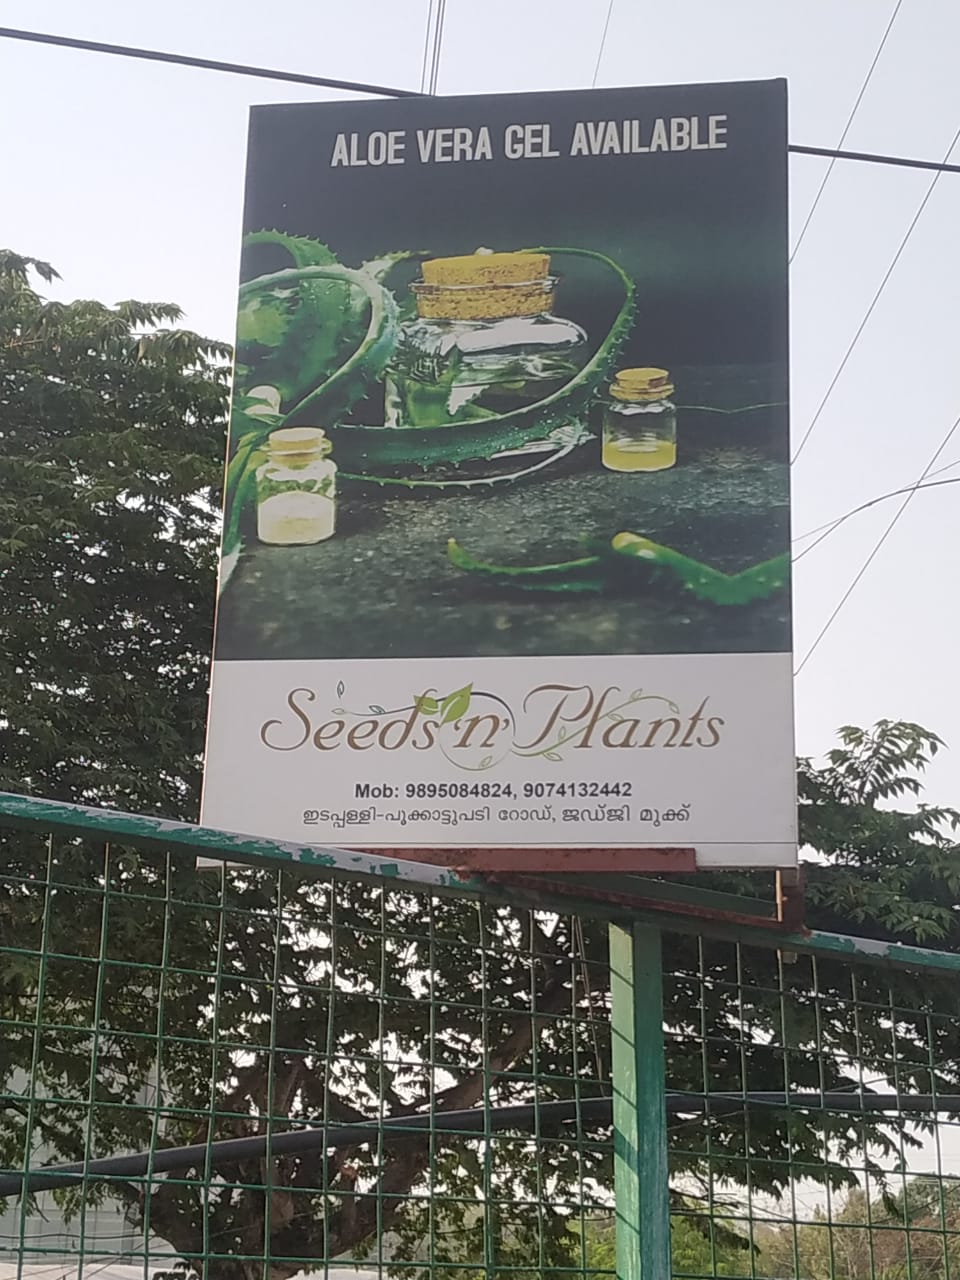 ALOE VERA GEL AVAILABLE
Seeds n' Plants
Mob: 9895084824, 9074132442
ഇടപ്പള്ളി-പൂക്കാട്ടുപടി റോഡ്, ജഡ്ജി മുക്ക്